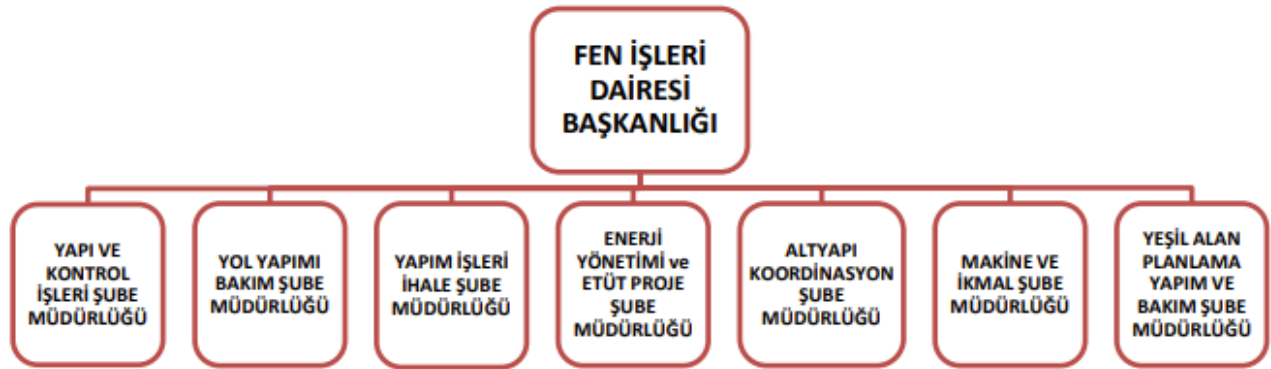 FEN İŞLERİ
DAİRESİ
BAŞKANLIĞI
YAPI VE
KONTROL
İŞLERİ ŞUBE
MÜDÜRLÜĞÜ
YOL YAPIMI
BAKIM ŞUBE
MÜDÜRLÜĞÜ
YAPIM İŞLERİ
İHALE ŞUBE
MÜDÜRLÜĞÜ
ENERJİ
YÖNETİMİ ve
ETÜT PROJE
ŞUBE
MÜDÜRLÜĞÜ
ALTYAPI
KOORDİNASYON
ŞUBE
MÜDÜRLÜĞÜ
MAKİNE VE
İKMAL ŞUBE
MÜDÜRLÜĞÜ
YEŞİL ALAN
PLANLAMA
YAPIM VE
BAKIM ŞUBE
MÜDÜRLÜĞÜ